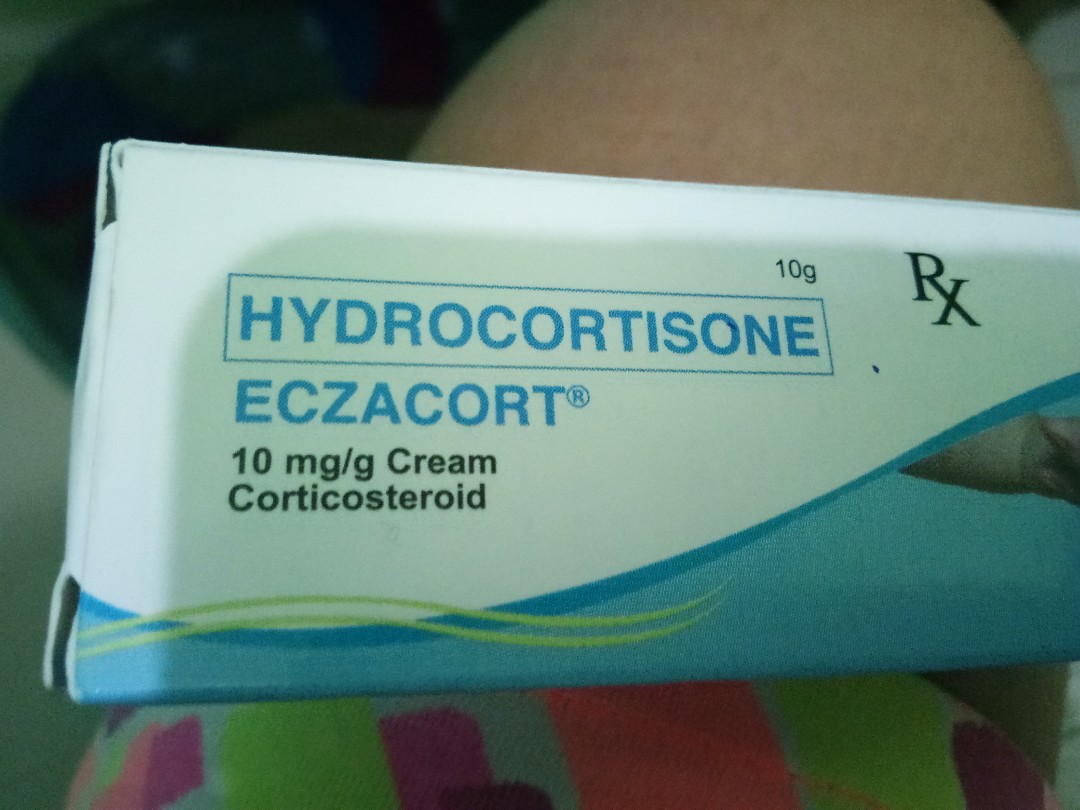 10g
Rx
HYDROCORTISONE
ECZACORT®
10 mg/g Cream
Corticosteroid